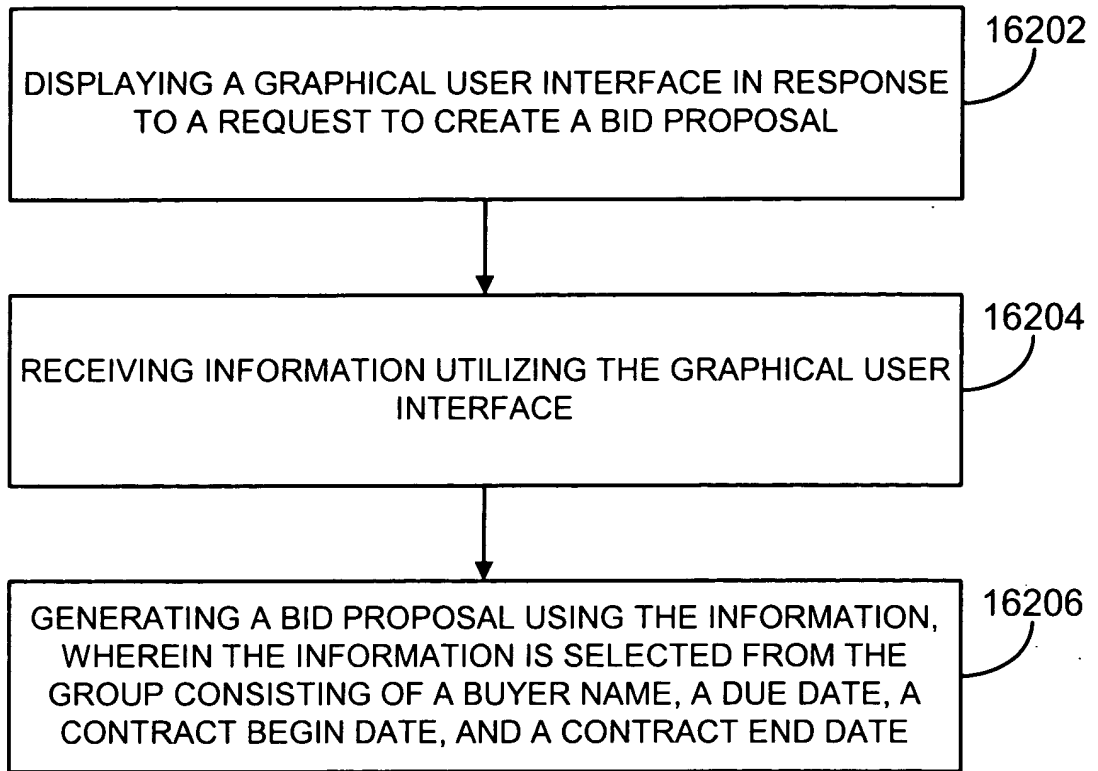 16202
DISPLAYING A GRAPHICAL USER INTERFACE IN RESPONSE
TO A REQUEST TO CREATE A BID PROPOSAL
16204
RECEIVING INFORMATION UTILIZING THE GRAPHICAL USER
INTERFACE
16206
GENERATING A BID PROPOSAL USING THE INFORMATION,
WHEREIN THE INFORMATION IS SELECTED FROM THE
GROUP CONSISTING OF A BUYER NAME, A DUE DATE, A
CONTRACT BEGIN DATE, AND A CONTRACT END DATE